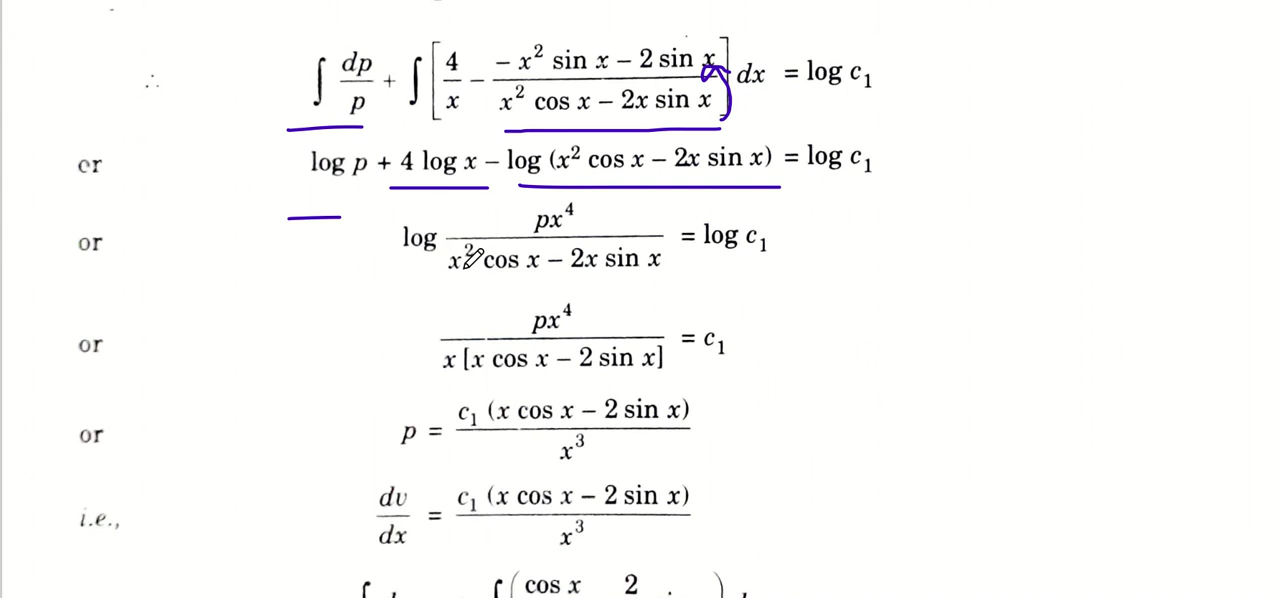 ∴ ∫ dp/p + ∫ [4/x − (− x² sin x − 2 sin x)/(x² cos x − 2x sin x)] dx = log c₁
or log p + 4 log x − log (x² cos x − 2x sin x) = log c₁
or log px⁴/(x² cos x − 2x sin x) = log c₁
or px⁴/(x [x cos x − 2 sin x]) = c₁
or p = c₁ (x cos x − 2 sin x)/x³
i.e., dv/dx = c₁ (x cos x − 2 sin x)/x³
∫ ∫ ( cos x 2 )